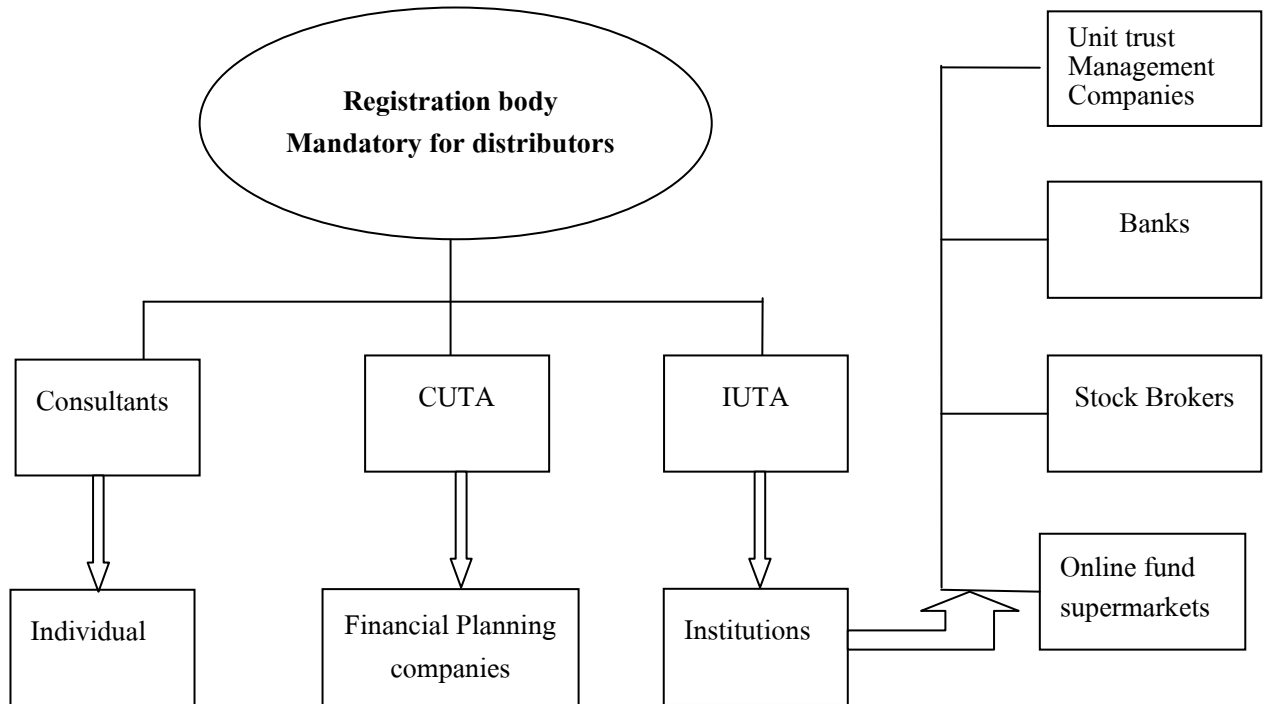 Registration body
Mandatory for distributors
Consultants
CUTA
IUTA
Individual
Financial Planning
companies
Institutions
Unit trust
Management
Companies
Banks
Stock Brokers
Online fund
supermarkets